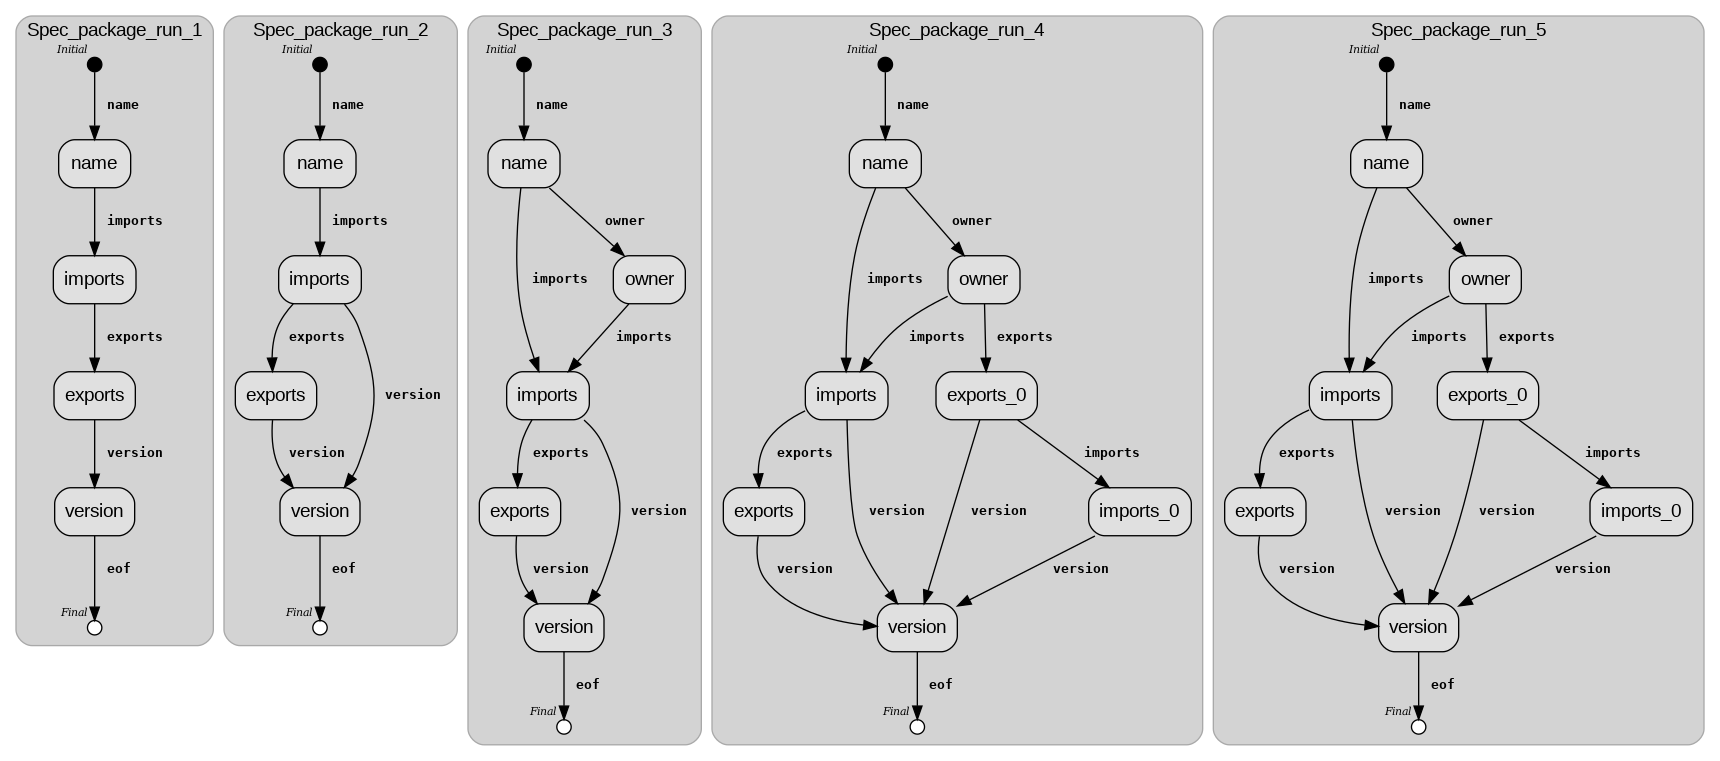 Spec_package_run_1
Initial
name
name
imports
imports
exports
exports
version
version
eof
Final
Spec_package_run_2
Initial
name
name
imports
imports
exports
exports
version
version
version
eof
Final
Spec_package_run_3
Initial
name
name
owner
imports
owner
imports
imports
exports
exports
version
version
version
eof
Final
Spec_package_run_4
Initial
name
name
owner
imports
owner
imports
exports
imports
exports_0
exports
imports
exports
version
version
imports_0
version
version
version
eof
Final
Spec_package_run_5
Initial
name
name
owner
imports
owner
imports
exports
imports
exports_0
exports
imports
exports
version
version
imports_0
version
version
version
eof
Final